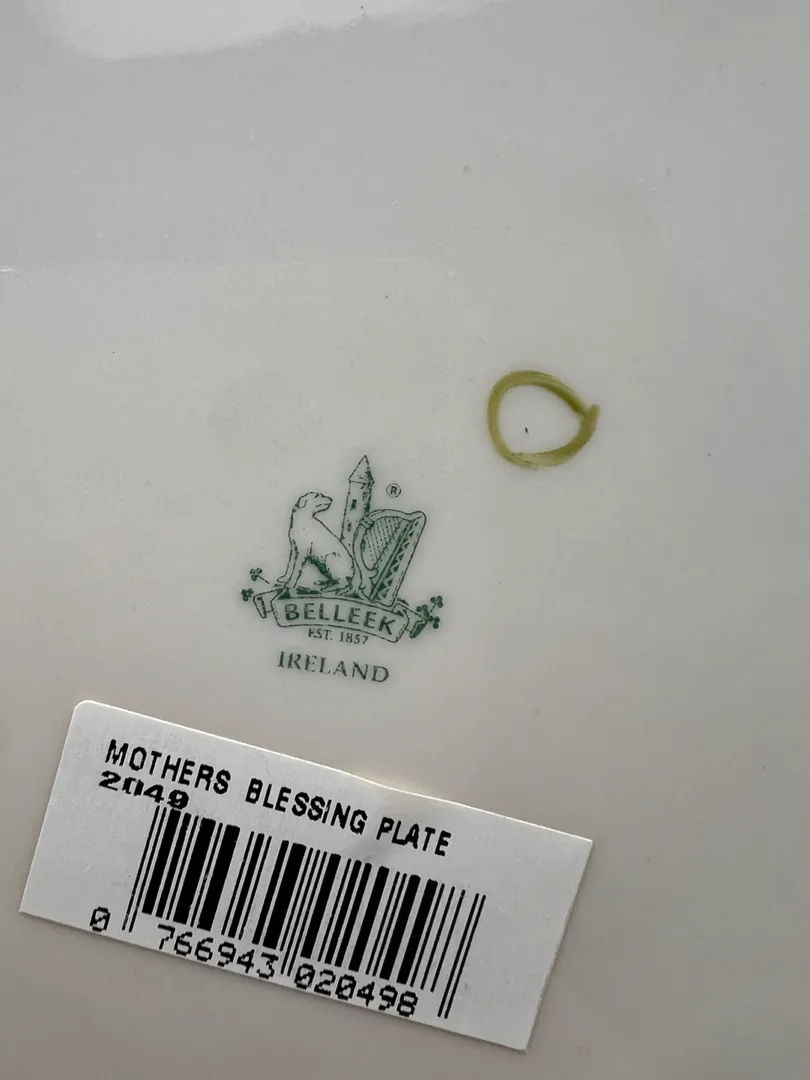 ®
BELLEEK
EST. 1857
IRELAND
MOTHERS BLESSING PLATE
2049
0 766943 020498